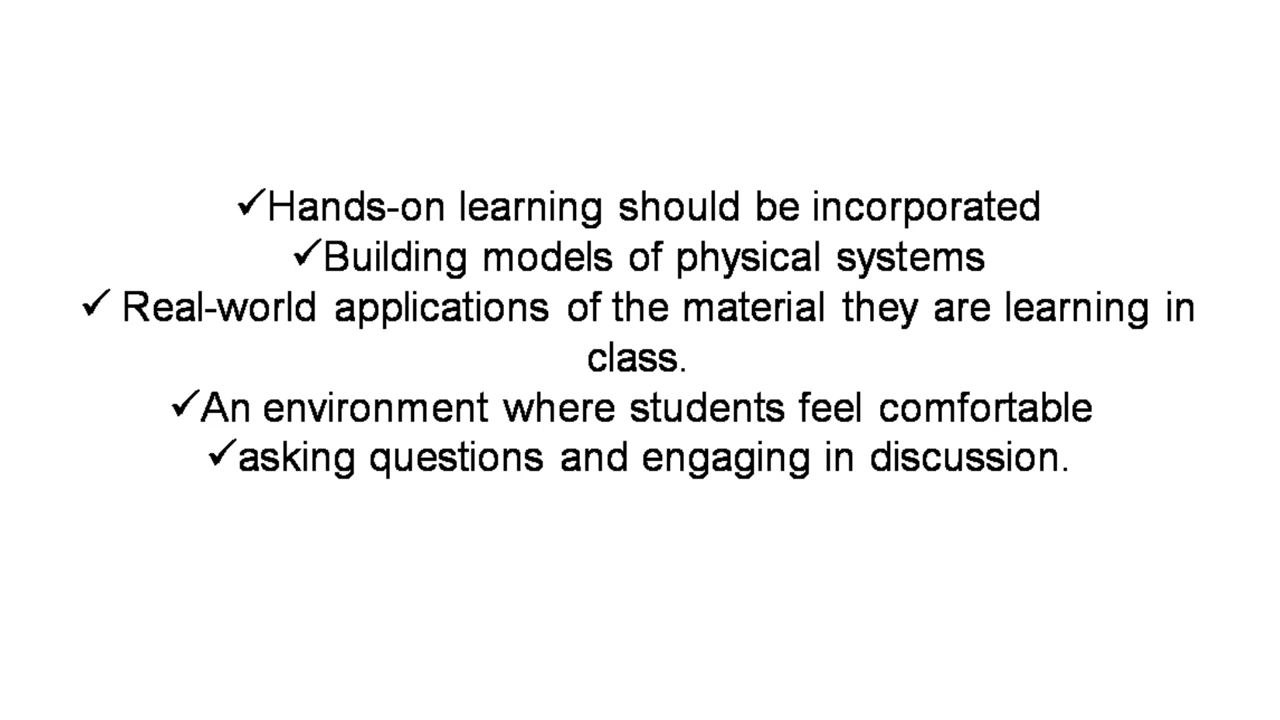 ✓Hands-on learning should be incorporated
✓Building models of physical systems
✓ Real-world applications of the material they are learning in
class.
✓An environment where students feel comfortable
✓asking questions and engaging in discussion.